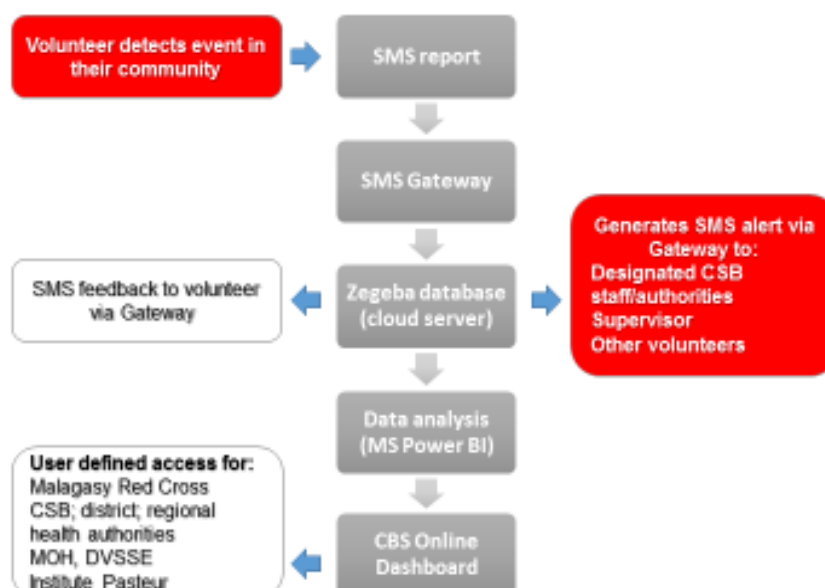 Volunteer detects event in
their community
SMS report
SMS Gateway
Generates SMS alert via
Gateway to:
Designated CSB
staff/authorities
Supervisor
Other volunteers
SMS feedback to volunteer
via Gateway
Zegeba database
(cloud server)
Data analysis
(MS Power BI)
User defined access for:
Malagasy Red Cross
CSB; district; regional
health authorities
MOH, DVSSE
Institute Pasteur
CBS Online
Dashboard